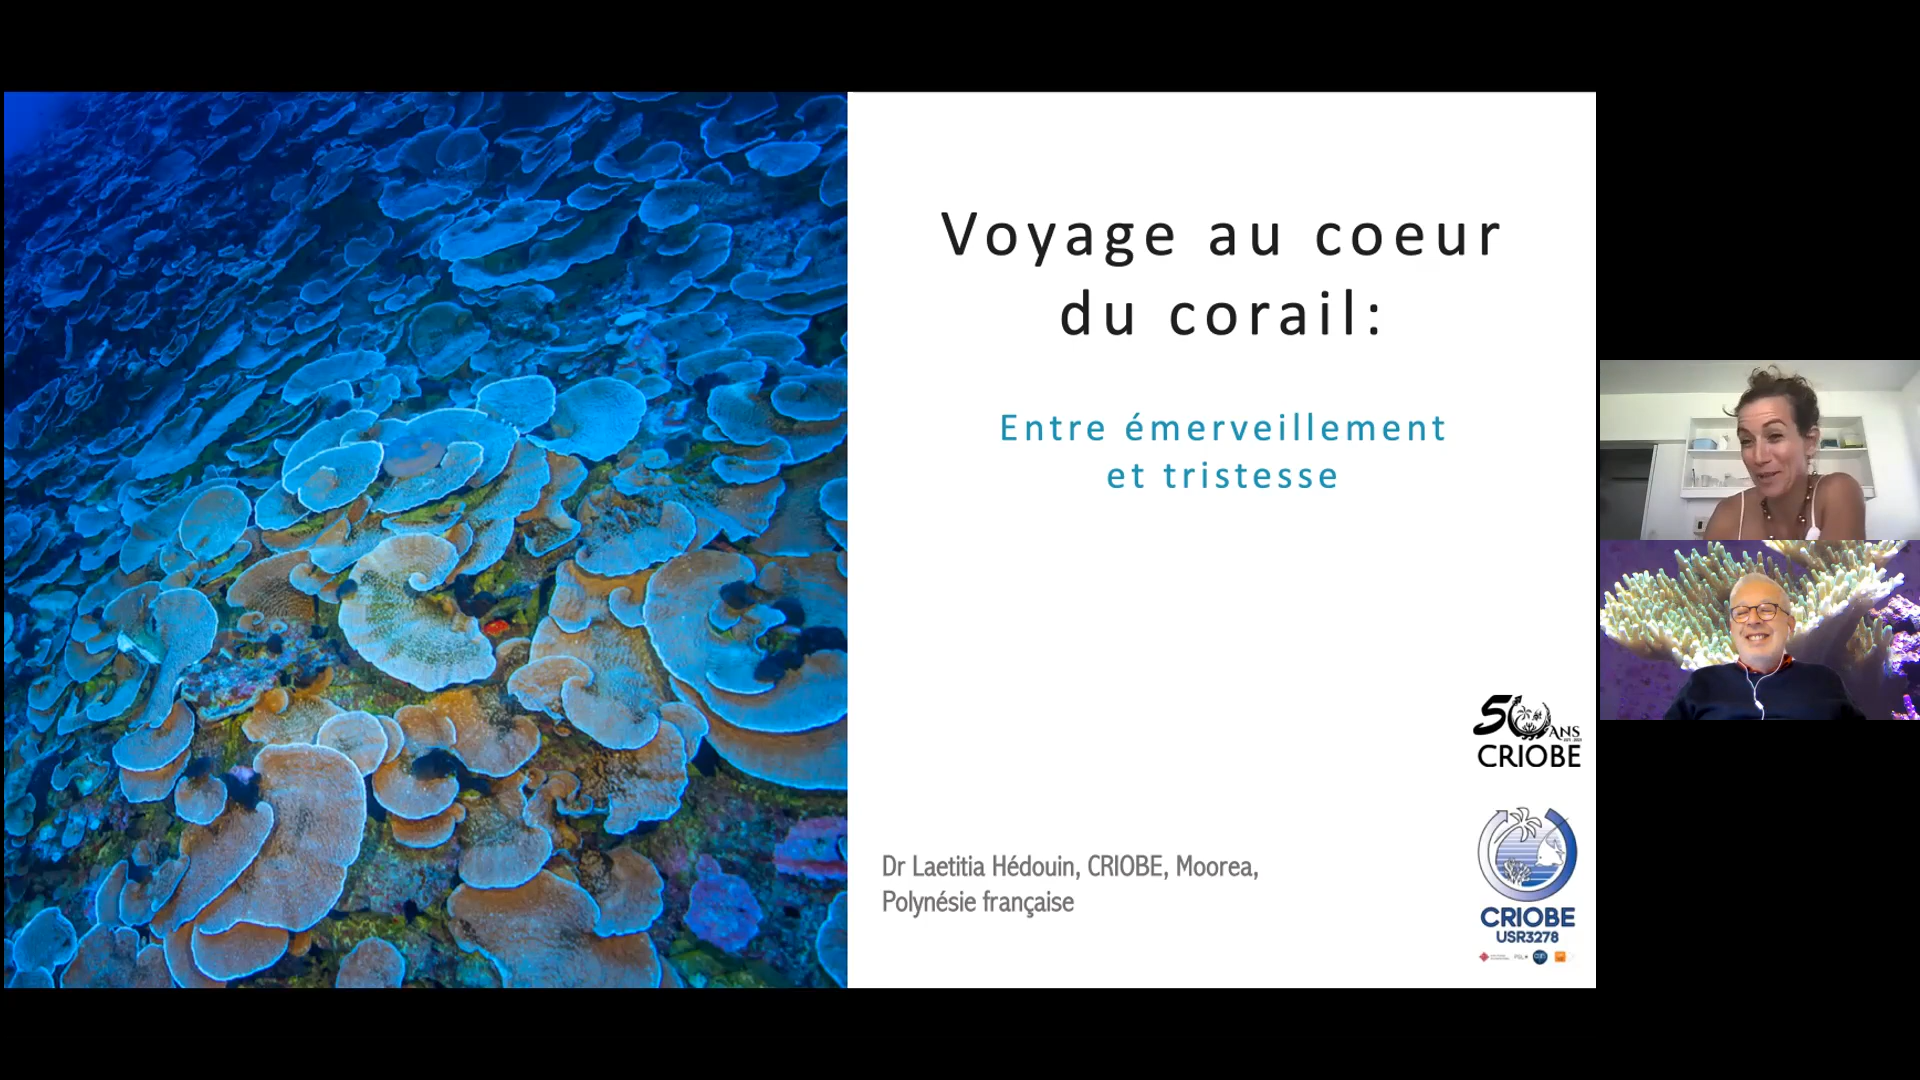 Voyage au coeur
du corail:
Entre émerveillement
et tristesse
50 ANS
CRIOBE
Dr Laetitia Hédouin, CRIOBE, Moorea,
Polynésie française
CRIOBE
USR3278